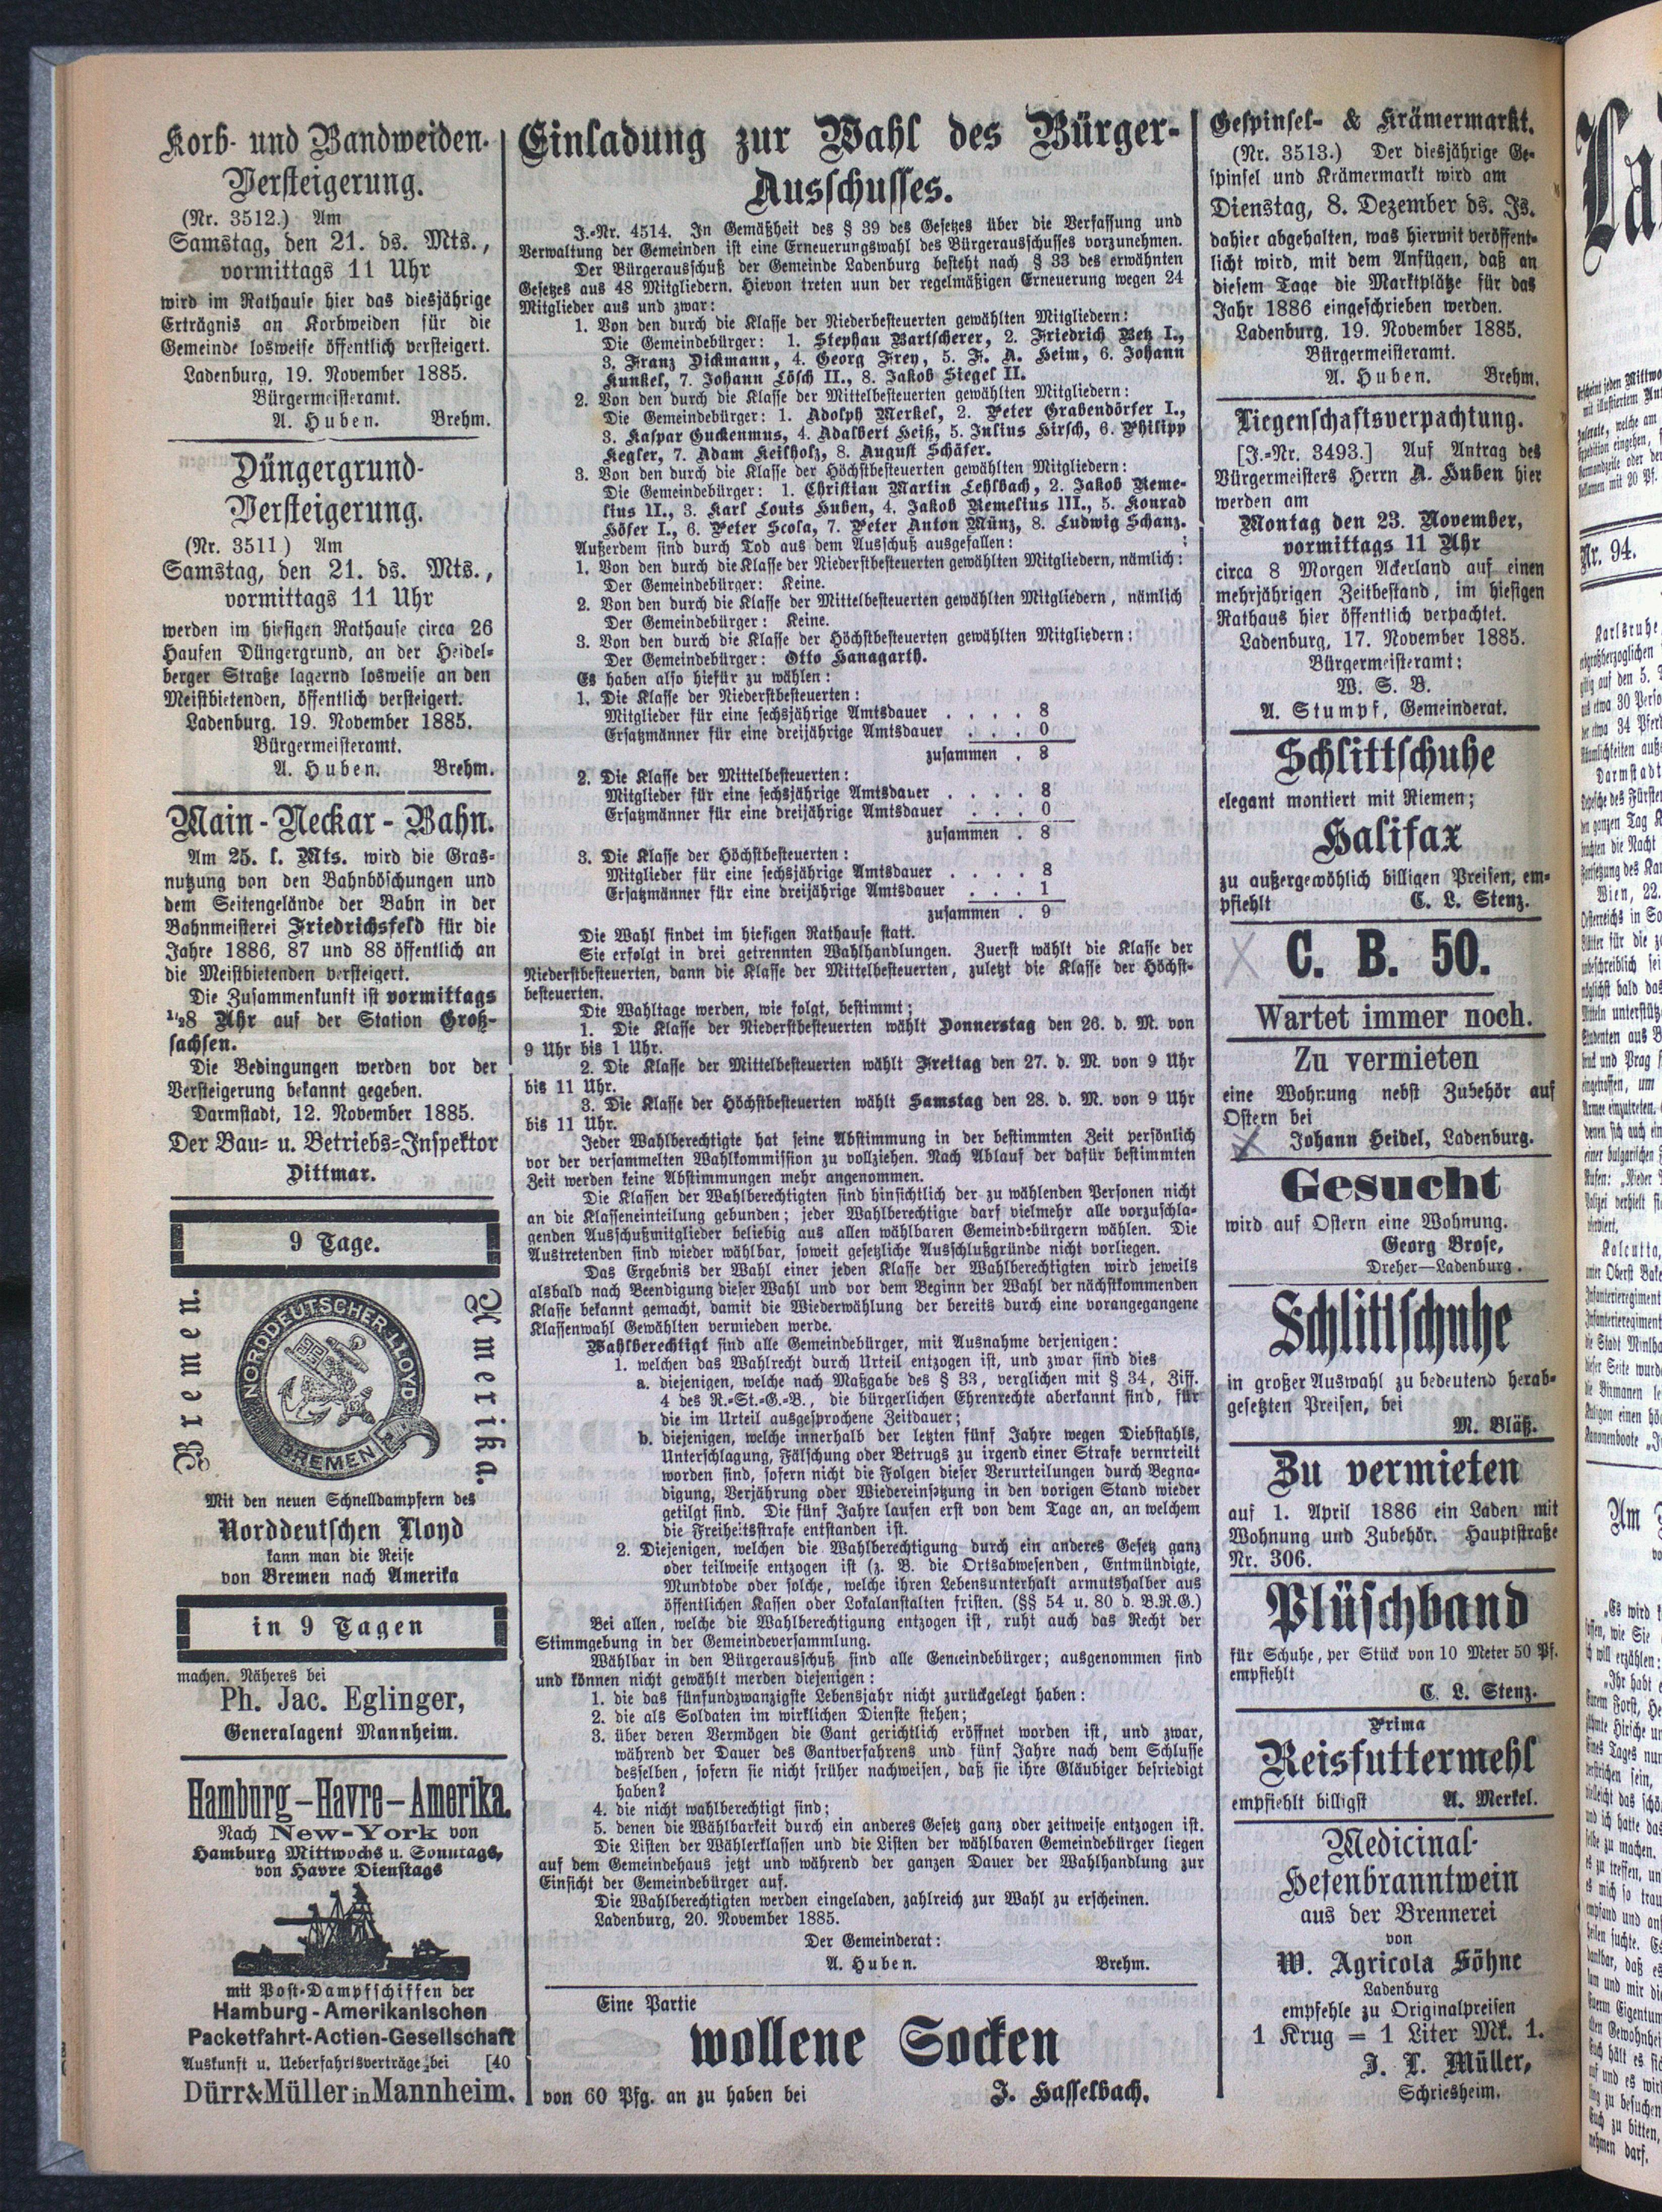 Korb- und Bandweiden-
Versteigerung.
(Nr. 3512.) Am
Samstag, den 21. ds. Mts.,
vormittags 11 Uhr
wird im Rathause hier das diesjährige
Erträgnis an Korbweiden für die
Gemeinde losweise öffentlich versteigert.
Ladenburg, 19. November 1885.
Bürgermeisteramt.
A. Huben. Brehm.
Düngergrund-
Versteigerung.
(Nr. 3511) Am
Samstag, den 21. ds. Mts.,
vormittags 11 Uhr
werden im hiesigen Rathause circa 26
Haufen Düngergrund, an der Heidel-
berger Straße lagernd losweise an den
Meistbietenden, öffentlich versteigert.
Ladenburg. 19. November 1885.
Bürgermeisteramt.
A. Huben. Brehm.
Main-Neckar-Bahn.
Am 25. l. Mts. wird die Gras-
nutzung von den Bahnböschungen und
dem Seitengelände der Bahn in der
Bahnmeisterei Friedrichsfeld für die
Jahre 1886, 87 und 88 öffentlich an
die Meistbietenden versteigert.
Die Zusammenkunft ist vormittags
1/28 Uhr auf der Station Groß-
sachsen.
Die Bedingungen werden vor der
Versteigerung bekannt gegeben.
Darmstadt, 12. November 1885.
Der Bau- u. Betriebs-Inspektor
Dittmar.
9 Tage.
Bremen.
NORDDEUTSCHER LLOYD
BREMEN
Amerika.
Mit den neuen Schnelldampfern des
Norddeutschen Lloyd
kann man die Reise
von Bremen nach Amerika
in 9 Tagen
machen. Näheres bei
Ph. Jac. Eglinger,
Generalagent Mannheim.
Hamburg-Havre-Amerika.
Nach New-York von
Hamburg Mittwochs u. Sonntags,
von Havre Dienstags
mit Post-Dampfschiffen der
Hamburg-Amerikanischen
Packetfahrt-Actien-Gesellschaft
Auskunft u. Ueberfahrtsverträge bei [40
Dürr & Müller in Mannheim.
Einladung zur Wahl des Bürger-
Ausschusses.
J.-Nr. 4514. In Gemäßheit des § 39 des Gesetzes über die Verfassung und
Verwaltung der Gemeinden ist eine Erneuerungswahl des Bürgerausschusses vorzunehmen.
Der Bürgerausschuß der Gemeinde Ladenburg besteht nach § 33 des erwähnten
Gesetzes aus 48 Mitgliedern. Hievon treten uun der regelmäßigen Erneuerung wegen 24
Mitglieder aus und zwar:
1. Von den durch die Klasse der Niederbesteuerten gewählten Mitgliedern:
Die Gemeindebürger: 1. Stephan Bartscherer, 2. Friedrich Betz I.,
3. Franz Dickmann, 4. Georg Frey, 5. F. A. Heim, 6. Johann
Kunkel, 7. Johann Lösch II., 8. Jakob Siegel II.
2. Von den durch die Klasse der Mittelbesteuerten gewählten Mitgliedern:
Die Gemeindebürger: 1. Adolph Merkel, 2. Peter Grabendörfer I.,
3. Kaspar Guckenmus, 4. Adalbert Heiß, 5. Julius Hirsch, 6. Philipp
Kegler, 7. Adam Keilholz, 8. August Schäfer.
3. Von den durch die Klasse der Höchstbesteuerten gewählten Mitgliedern:
Die Gemeindebürger: 1. Christian Martin Lehlbach, 2. Jakob Reme-
lius II., 3. Karl Louis Huben, 4. Jakob Remelius III., 5. Konrad
Höfer I., 6. Peter Scola, 7. Peter Anton Münz, 8. Ludwig Schanz.
Außerdem sind durch Tod aus dem Ausschuß ausgefallen:
1. Von den durch die Klasse der Niederstbesteuerten gewählten Mitgliedern, nämlich:
Der Gemeindebürger: Keine.
2. Von den durch die Klasse der Mittelbesteuerten gewählten Mitgliedern, nämlich
Der Gemeindebürger: Keine.
3. Von den durch die Klasse der Höchstbesteuerten gewählten Mitgliedern:
Der Gemeindebürger: Otto Hanagarth.
Es haben also hiefür zu wählen:
1. Die Klasse der Niederstbesteuerten:
Mitglieder für eine sechsjährige Amtsdauer . . . . 8
Ersatzmänner für eine dreijährige Amtsdauer . . . 0
zusammen . 8
2. Die Klasse der Mittelbesteuerten:
Mitglieder für eine sechsjährige Amtsdauer . . . . 8
Ersatzmänner für eine dreijährige Amtsdauer . . . 0
zusammen . 8
3. Die Klasse der Höchstbesteuerten:
Mitglieder für eine sechsjährige Amtsdauer . . . . 8
Ersatzmänner für eine dreijährige Amtsdauer . . . 1
zusammen . 9
Die Wahl findet im hiesigen Rathause statt.
Sie erfolgt in drei getrennten Wahlhandlungen. Zuerst wählt die Klasse der
Niederstbesteuerten, dann die Klasse der Mittelbesteuerten, zuletzt die Klasse der Höchst-
besteuerten.
Die Wahltage werden, wie folgt, bestimmt;
1. Die Klasse der Niederstbesteuerten wählt Donnerstag den 26. d. M. von
9 Uhr bis 1 Uhr.
2. Die Klasse der Mittelbesteuerten wählt Freitag den 27. d. M. von 9 Uhr
bis 11 Uhr.
3. Die Klasse der Höchstbesteuerten wählt Samstag den 28. d. M. von 9 Uhr
bis 11 Uhr.
Jeder Wahlberechtigte hat seine Abstimmung in der bestimmten Zeit persönlich
vor der versammelten Wahlkommission zu vollziehen. Nach Ablauf der dafür bestimmten
Zeit werden keine Abstimmungen mehr angenommen.
Die Klassen der Wahlberechtigten sind hinsichtlich der zu wählenden Personen nicht
an die Klasseneinteilung gebunden; jeder Wahlberechtigte darf vielmehr alle vorzuschla-
genden Ausschußmitglieder beliebig aus allen wählbaren Gemeindebürgern wählen. Die
Austretenden sind wieder wählbar, soweit gesetzliche Ausschlußgründe nicht vorliegen.
Das Ergebnis der Wahl einer jeden Klasse der Wahlberechtigten wird jeweils
alsbald nach Beendigung dieser Wahl und vor dem Beginn der Wahl der nächstkommenden
Klasse bekannt gemacht, damit die Wiederwählung der bereits durch eine vorangegangene
Klassenwahl Gewählten vermieden werde.
Wahlberechtigt sind alle Gemeindebürger, mit Ausnahme derjenigen:
1. welchen das Wahlrecht durch Urteil entzogen ist, und zwar sind dies
a. diejenigen, welche nach Maßgabe des § 33, verglichen mit § 34, Ziff.
4 des R.-St.-G.-B., die bürgerlichen Ehrenrechte aberkannt sind, für
die im Urteil ausgesprochene Zeitdauer;
b. diejenigen, welche innerhalb der letzten fünf Jahre wegen Diebstahls,
Unterschlagung, Fälschung oder Betrugs zu irgend einer Strafe verurteilt
worden sind, sofern nicht die Folgen dieser Verurteilungen durch Begna-
digung, Verjährung oder Wiedereinsetzung in den vorigen Stand wieder
getilgt sind. Die fünf Jahre laufen erst von dem Tage an, an welchem
die Freiheitsstrafe entstanden ist.
2. Diejenigen, welchen die Wahlberechtigung durch ein anderes Gesetz ganz
oder teilweise entzogen ist (z. B. die Ortsabwesenden, Entmündigte,
Mundtode oder solche, welche ihren Lebensunterhalt armutshalber aus
öffentlichen Kassen oder Lokalanstalten fristen. (§§ 54 u. 80 d. B.R.G.)
Bei allen, welche die Wahlberechtigung entzogen ist, ruht auch das Recht der
Stimmgebung in der Gemeindeversammlung.
Wählbar in den Bürgerausschuß sind alle Gemeindebürger; ausgenommen sind
und können nicht gewählt werden diejenigen:
1. die das fünfundzwanzigste Lebensjahr nicht zurückgelegt haben:
2. die als Soldaten im wirklichen Dienste stehen;
3. über deren Vermögen die Gant gerichtlich eröffnet worden ist, und zwar,
während der Dauer des Gantverfahrens und fünf Jahre nach dem Schlusse
desselben, sofern sie nicht früher nachweisen, daß sie ihre Gläubiger befriedigt
haben?
4. die nicht wahlberechtigt sind;
5. denen die Wählbarkeit durch ein anderes Gesetz ganz oder zeitweise entzogen ist.
Die Listen der Wählerklassen und die Listen der wählbaren Gemeindebürger liegen
auf dem Gemeindehaus jetzt und während der ganzen Dauer der Wahlhandlung zur
Einsicht der Gemeindebürger auf.
Die Wahlberechtigten werden eingeladen, zahlreich zur Wahl zu erscheinen.
Ladenburg, 20. November 1885.
Der Gemeinderat:
A. Huben. Brehm.
Eine Partie
wollene Socken
von 60 Pfg. an zu haben bei J. Hasselbach.
Gespinsel- & Krämermarkt.
(Nr. 3513.) Der diesjährige Ge-
spinsel und Krämermarkt wird am
Dienstag, 8. Dezember ds. Js.
dahier abgehalten, was hiermit veröffent-
licht wird, mit dem Anfügen, daß an
diesem Tage die Marktplätze für das
Jahr 1886 eingeschrieben werden.
Ladenburg, 19. November 1885.
Bürgermeisteramt.
A. Huben. Brehm.
Liegenschaftsverpachtung.
[J.-Nr. 3493.] Auf Antrag des
Bürgermeisters Herrn A. Huben hier
werden am
Montag den 23. November,
vormittags 11 Uhr
circa 8 Morgen Ackerland auf einen
mehrjährigen Zeitbestand, im hiesigen
Rathaus hier öffentlich verpachtet.
Ladenburg, 17. November 1885.
Bürgermeisteramt;
W. S. B.
A. Stumpf, Gemeinderat.
Schlittschuhe
elegant montiert mit Riemen;
Halifax
zu außergewöhlich billigen Preisen, em-
pfiehlt C. L. Stenz.
C. B. 50.
Wartet immer noch.
Zu vermieten
eine Wohnung nebst Zubehör auf
Ostern bei
Johann Heidel, Ladenburg.
Gesucht
wird auf Ostern eine Wohnung.
Georg Brose,
Dreher—Ladenburg.
Schlittschuhe
in großer Auswahl zu bedeutend herab-
gesetzten Preisen, bei
M. Bläß.
Zu vermieten
auf 1. April 1886 ein Laden mit
Wohnung und Zubehör. Hauptstraße
Nr. 306.
Plüschband
für Schuhe, per Stück von 10 Meter 50 Pf.
empfiehlt
C. L. Stenz.
Prima
Reisfuttermehl
empfiehlt billigst A. Merkel.
Medicinal-
Hefenbranntwein
aus der Brennerei
von
W. Agricola Söhne
Ladenburg
empfehle zu Originalpreisen
1 Krug = 1 Liter Mk. 1.
J. L. Müller,
Schriesheim.
La
Nr. 94.